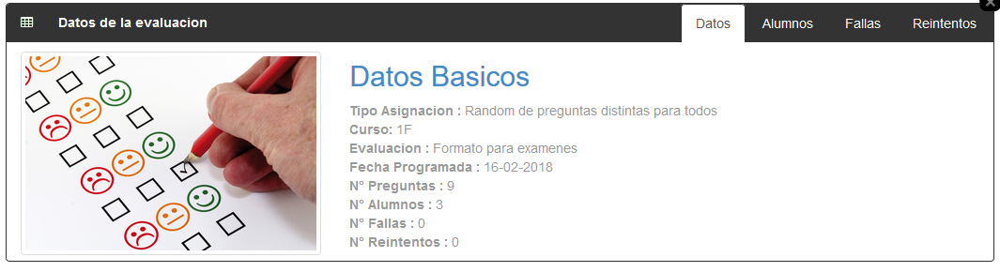 Datos de la evaluacion
Datos
Alumnos
Fallas
Reintentos
Datos Basicos
Tipo Asignacion : Random de preguntas distintas para todos
Curso: 1F
Evaluacion : Formato para examenes
Fecha Programada : 16-02-2018
N° Preguntas : 9
N° Alumnos : 3
N° Fallas : 0
N° Reintentos : 0